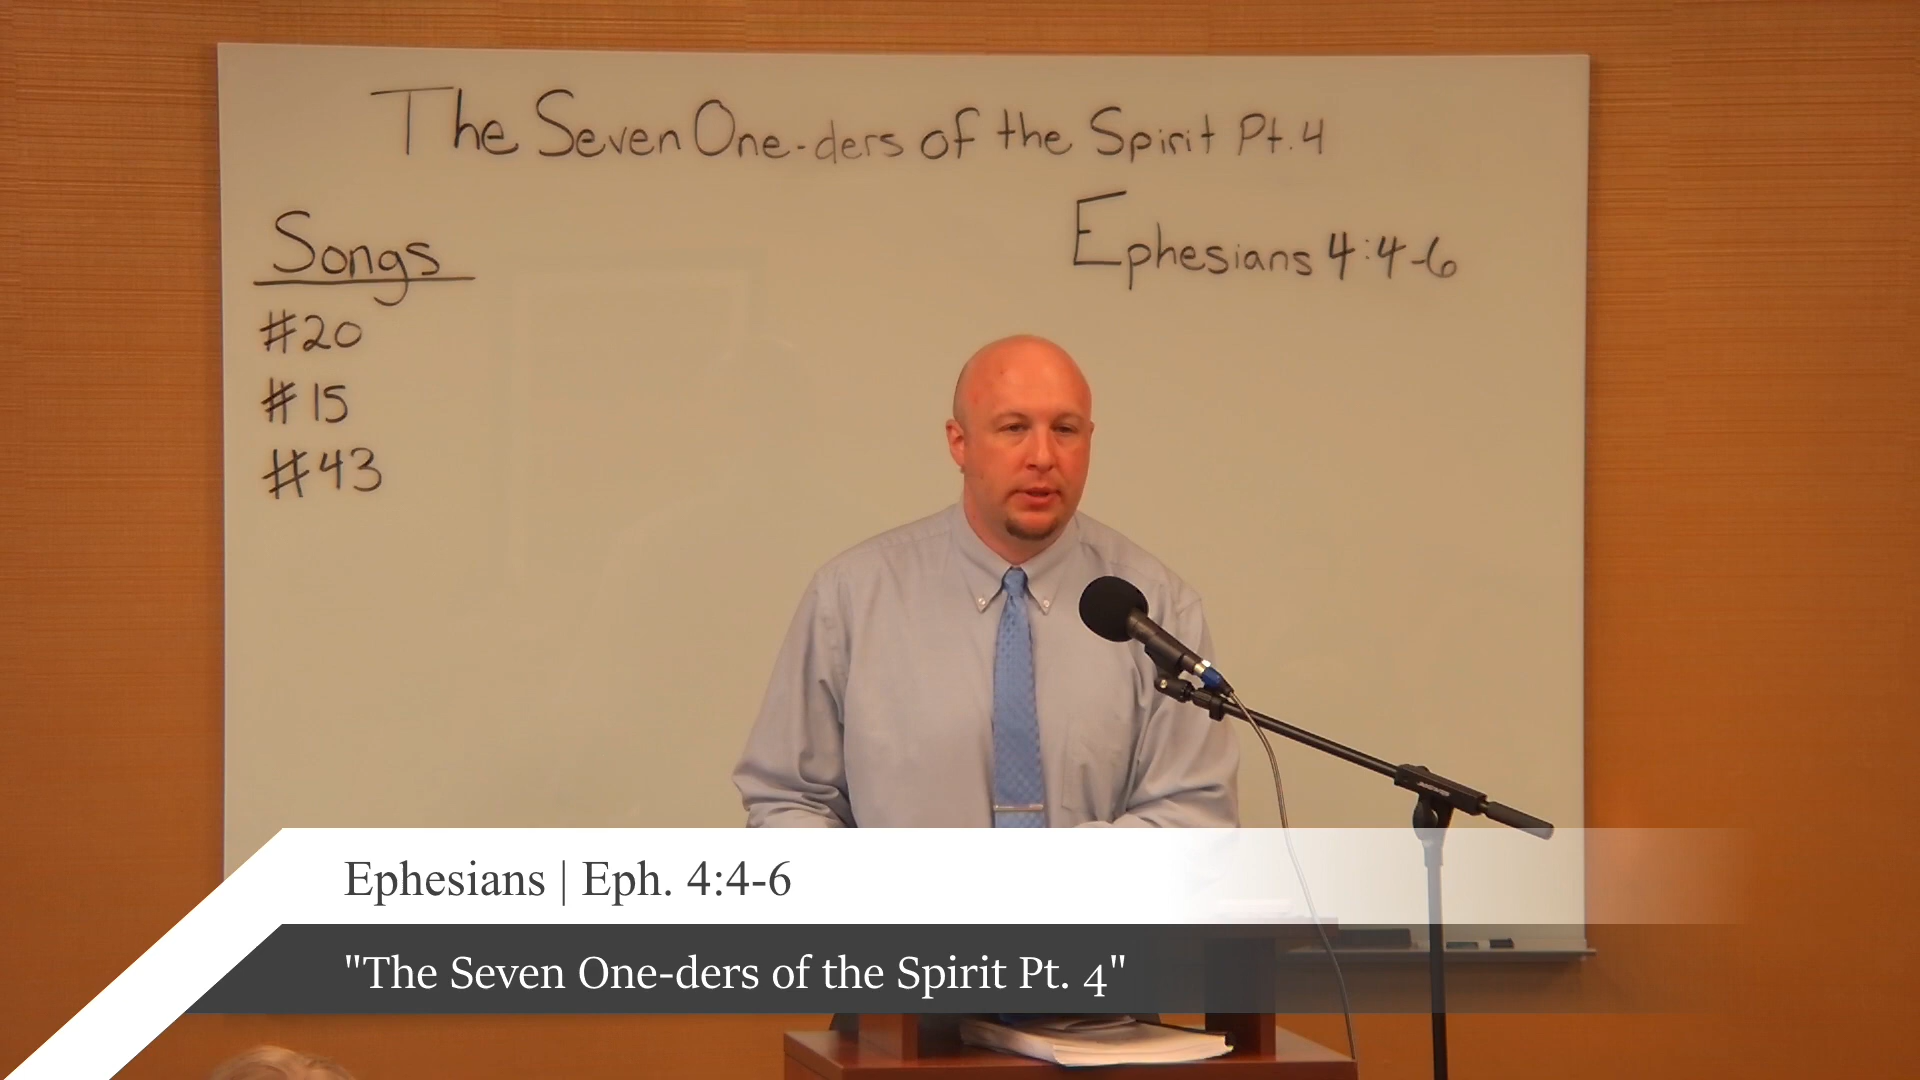 The Seven One-ders of the Spirit Pt. 4
Ephesians 4:4-6
Songs
#20
#15
#43
Ephesians | Eph. 4:4-6
"The Seven One-ders of the Spirit Pt. 4"